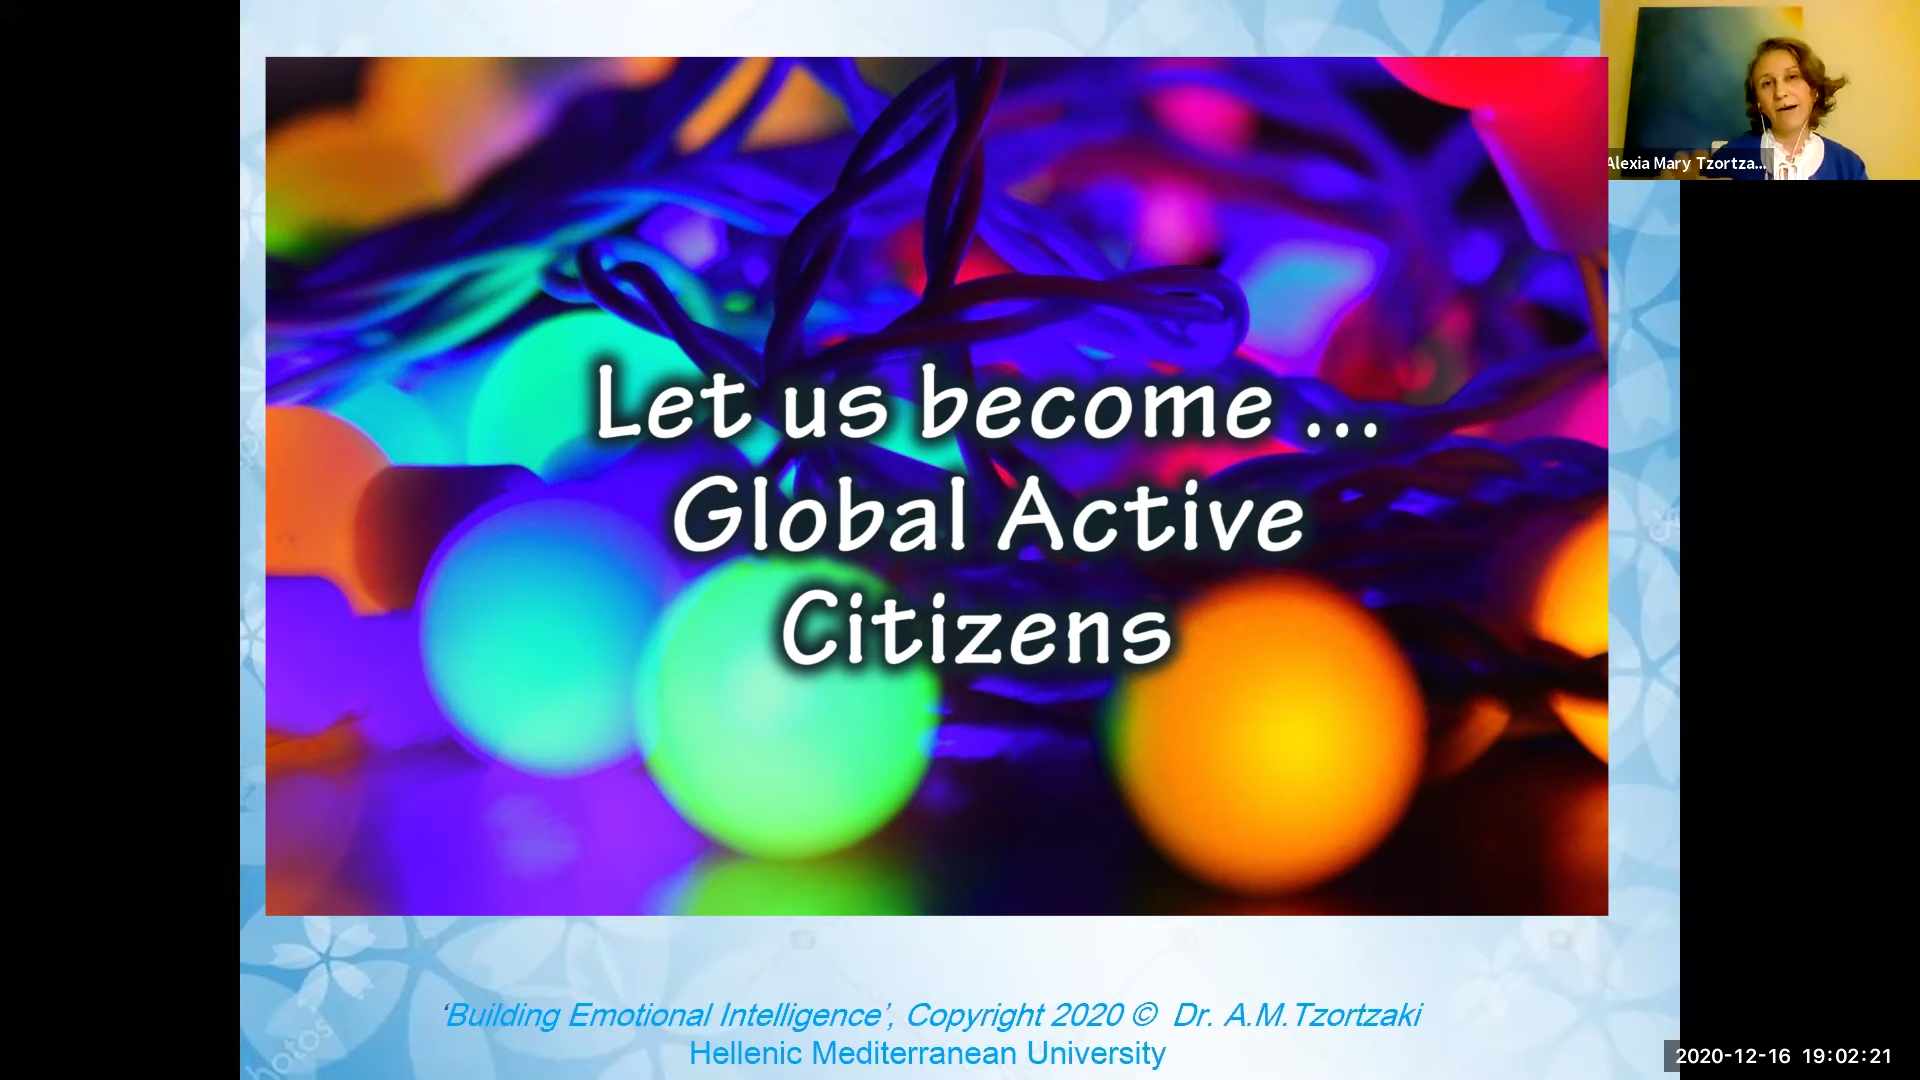 Let us become ...
Global Active
Citizens
Alexia Mary Tzortza...
‘Building Emotional Intelligence’, Copyright 2020 © Dr. A.M.Tzortzaki
Hellenic Mediterranean University
2020-12-16 19:02:21
hotos